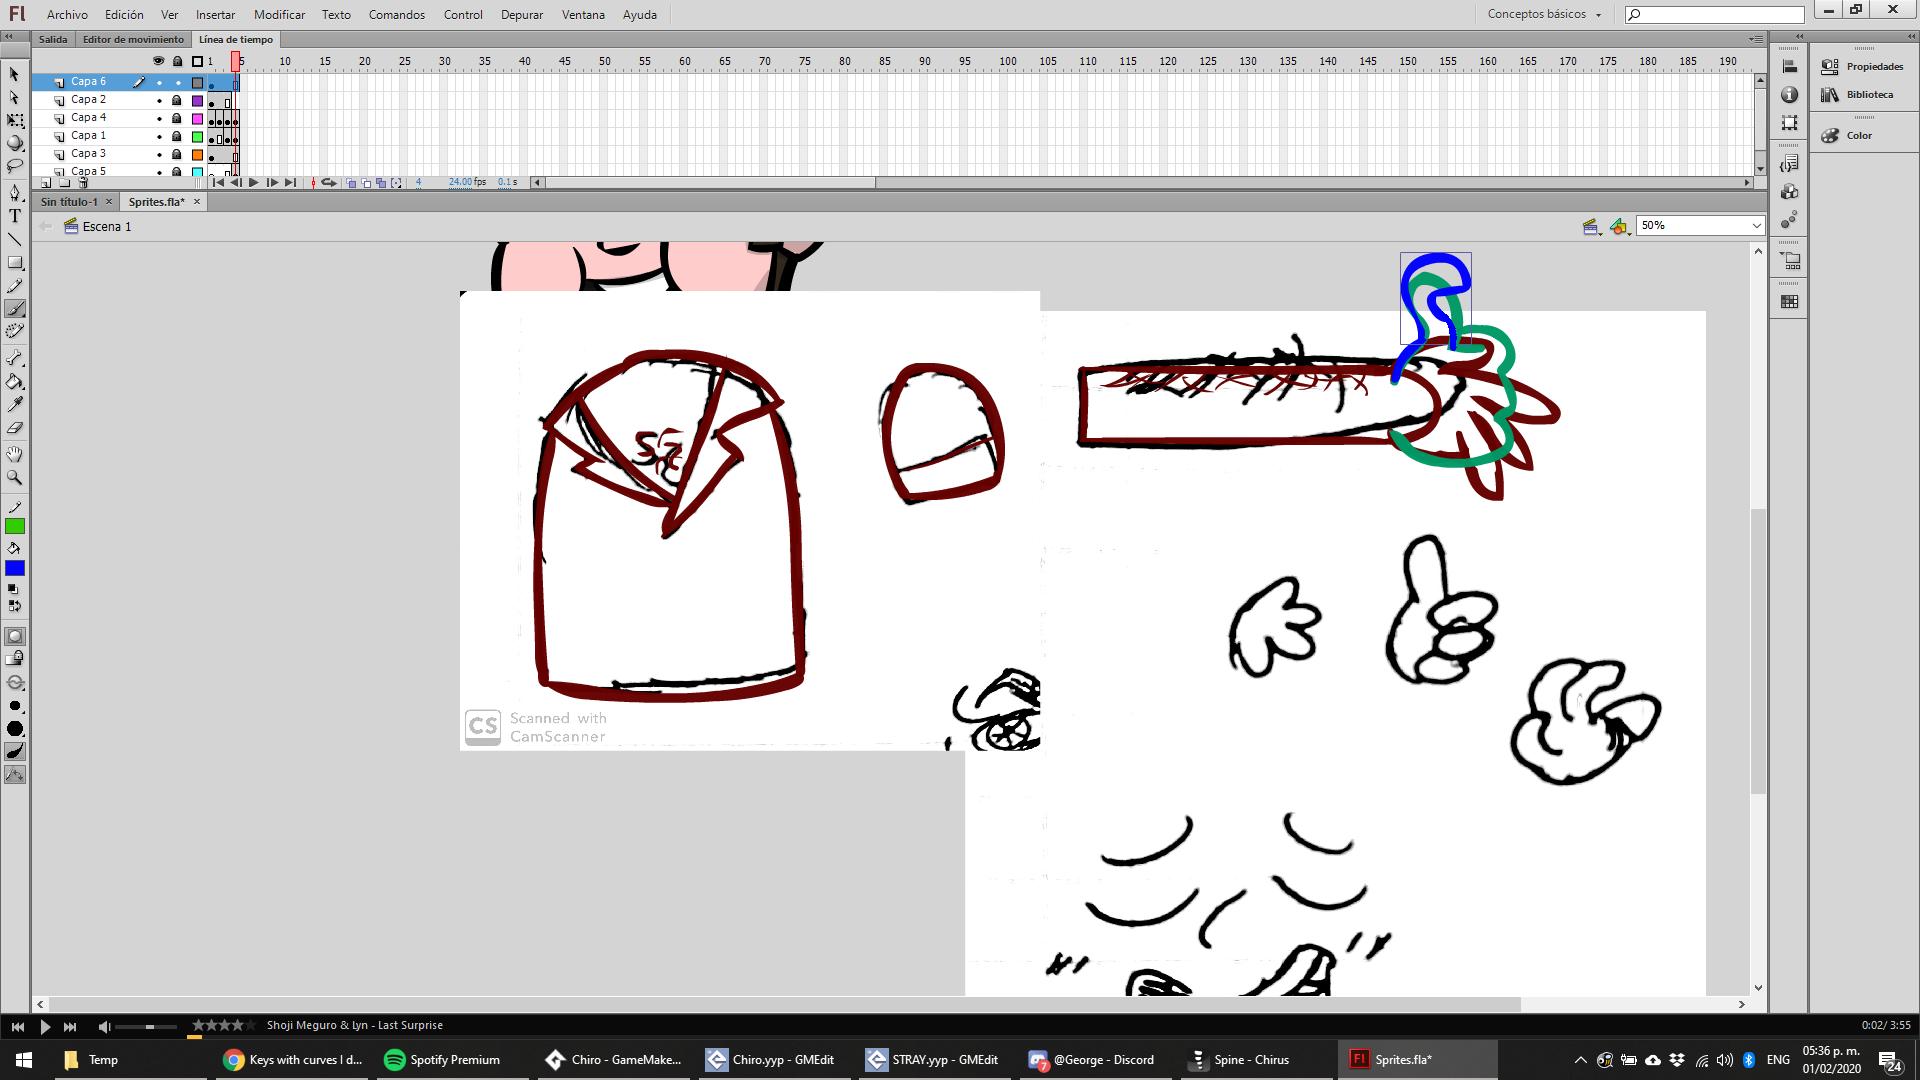 Fl Archivo Edición Ver Insertar Modificar Texto Comandos Control Depurar Ventana Ayuda Conceptos básicos
Salida Editor de movimiento Línea de tiempo
1 5 10 15 20 25 30 35 40 45 50 55 60 65 70 75 80 85 90 95 100 105 110 115 120 125 130 135 140 145 150 155 160 165 170 175 180 185 190
Capa 6
Capa 2
Capa 4
Capa 1
Capa 3
Capa 5
4 24.00 fps 0.1 s
Propiedades
Biblioteca
Color
Sin título-1 Sprites.fla*
Escena 1 50%
T
CS Scanned with
CamScanner
Shoji Meguro & Lyn - Last Surprise 0:02/ 3:55
Temp Keys with curves I d... Spotify Premium Chiro - GameMake... Chiro.yyp - GMEdit STRAY.yyp - GMEdit 7 @George - Discord Spine - Chirus Fl Sprites.fla* ENG 05:36 p. m.
01/02/2020 24